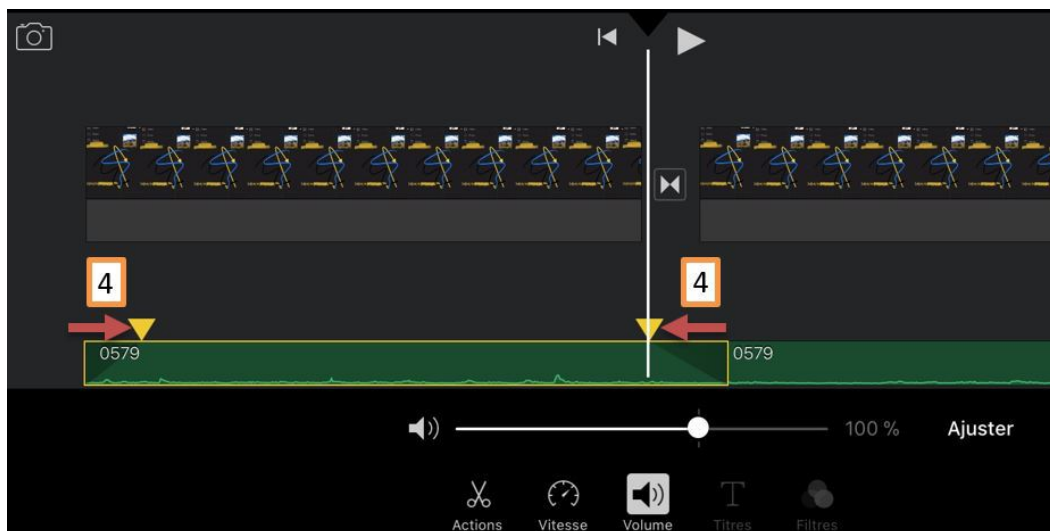 4
4
0579
0579
100 %
Ajuster
Actions
Vitesse
Volume
Titres
Filtres